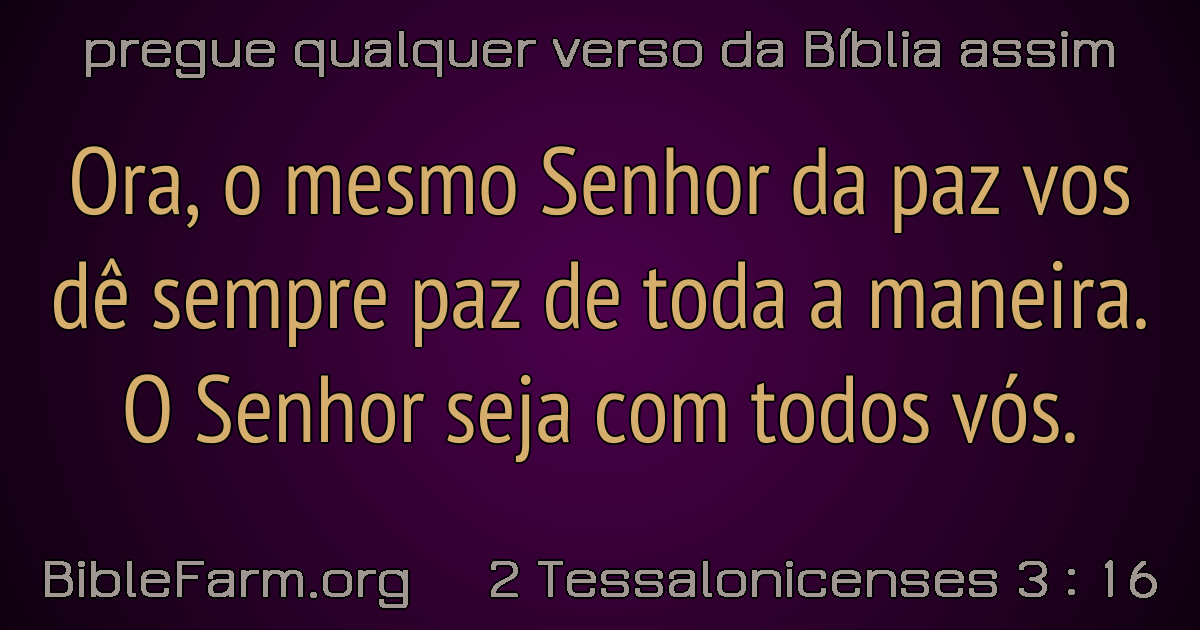 pregue qualquer verso da Bíblia assim
Ora, o mesmo Senhor da paz vos
dê sempre paz de toda a maneira.
O Senhor seja com todos vós.
BibleFarm.org 2 Tessalonicenses 3 : 16